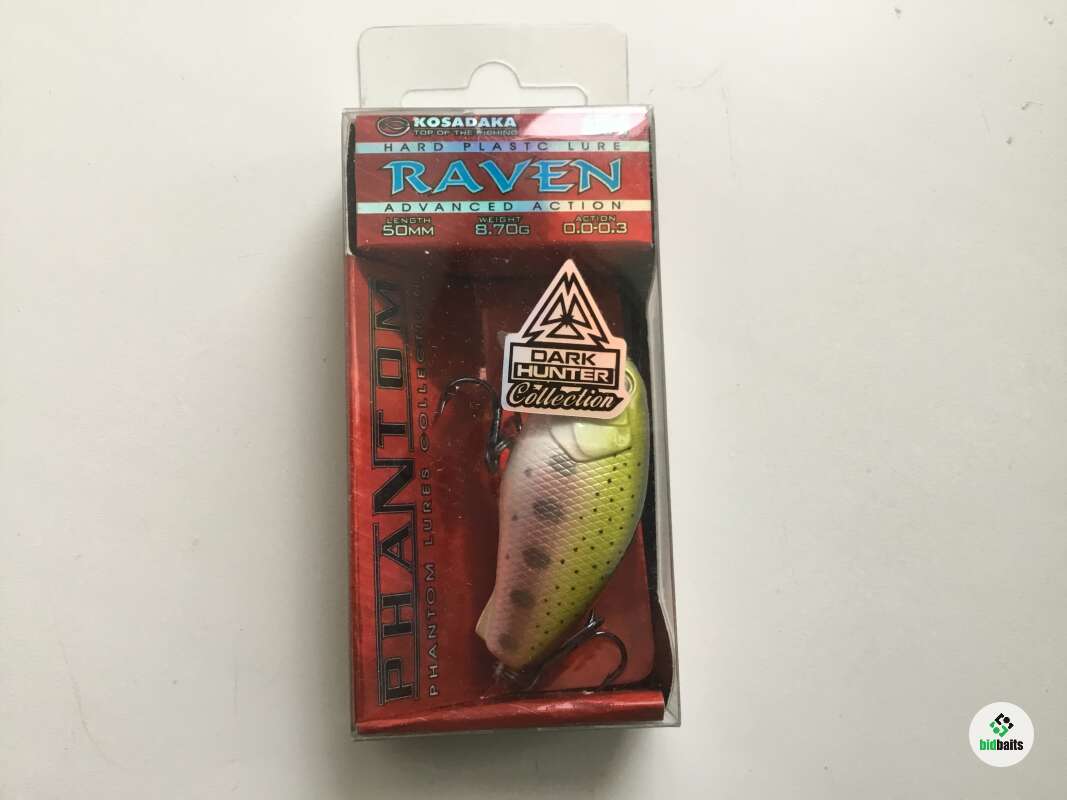 KOSADAKA
TOP OF THE FISHING
HARD PLASTC LURE
RAVEN
ADVANCED ACTION
LENGTH WEIGHT ACTION
50MM 8.70G 0.0-0.3
DARK
HUNTER
Collection
PHANTOM
PHANTOM LURES COLLECTION
bidbaits